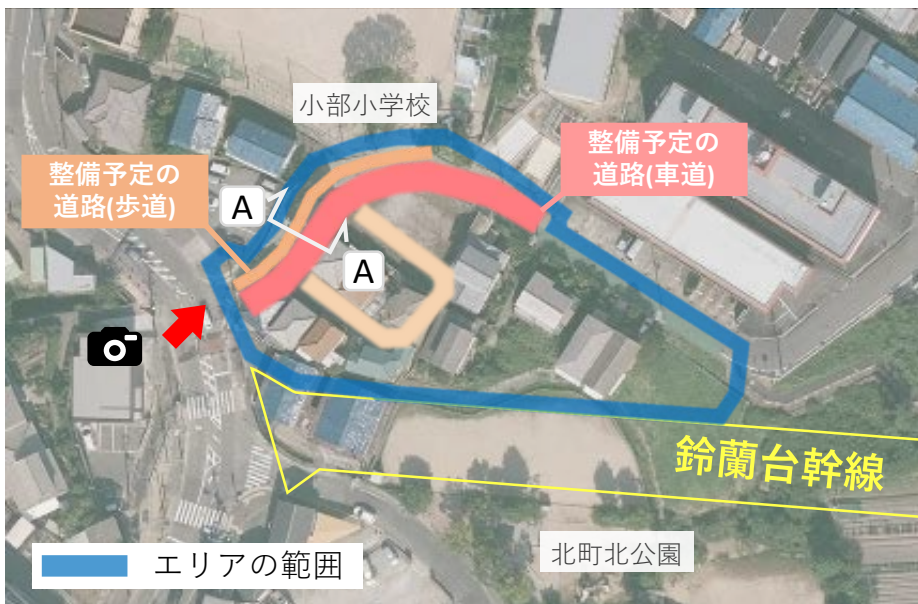 小部小学校
整備予定の
道路(歩道)
整備予定の
道路(車道)
A
A
鈴蘭台幹線
北町北公園
エリアの範囲